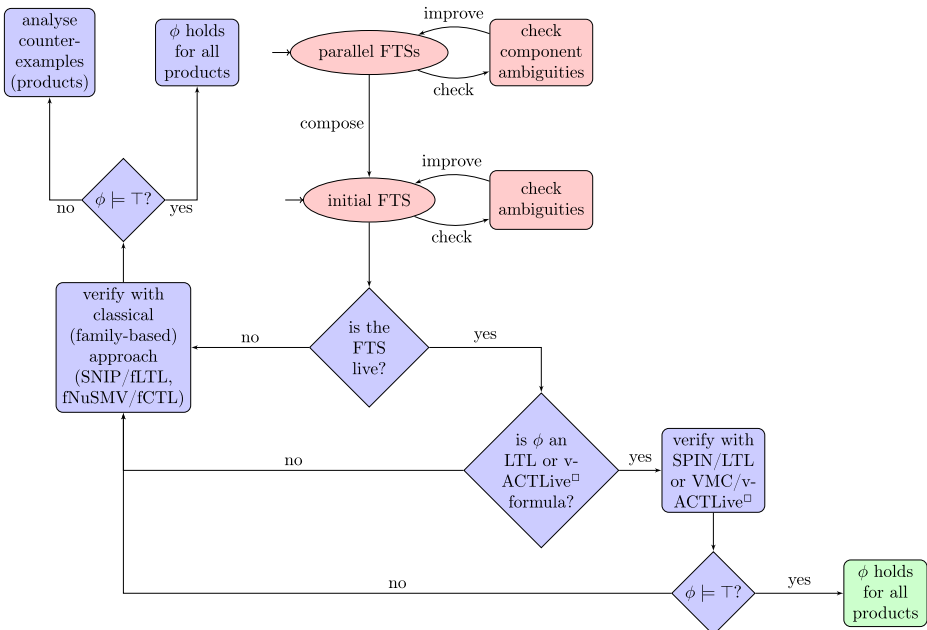 analyse
counter-
examples
(products)
ϕ holds
for all
products
parallel FTSs
improve
check
component
ambiguities
check
compose
ϕ ⊨ ⊤?
no
yes
initial FTS
improve
check
ambiguities
check
verify with
classical
(family-based)
approach
(SNIP/fLTL,
fNuSMV/fCTL)
no
is the
FTS
live?
yes
no
is ϕ an
LTL or v-
ACTLive□
formula?
yes
verify with
SPIN/LTL
or VMC/v-
ACTLive□
no
ϕ ⊨ ⊤?
yes
ϕ holds
for all
products